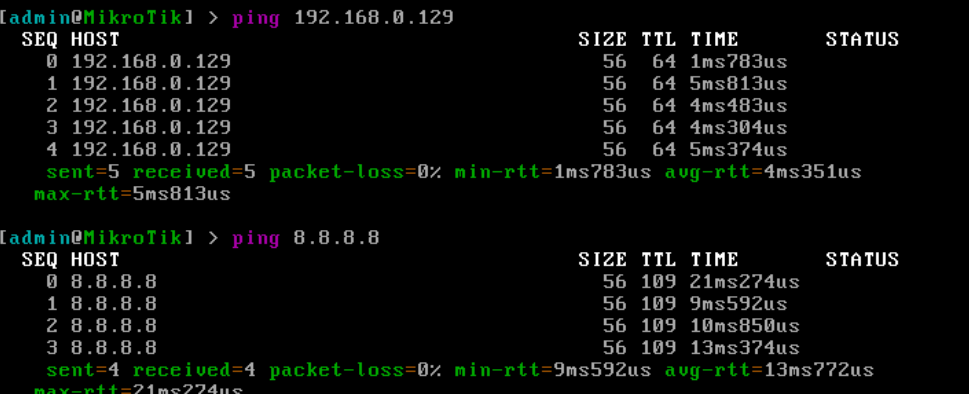 [admin@MikroTik] > ping 192.168.0.129
SEQ HOST SIZE TTL TIME STATUS
0 192.168.0.129 56 64 1ms783us
1 192.168.0.129 56 64 5ms813us
2 192.168.0.129 56 64 4ms483us
3 192.168.0.129 56 64 4ms304us
4 192.168.0.129 56 64 5ms374us
sent=5 received=5 packet-loss=0% min-rtt=1ms783us avg-rtt=4ms351us
max-rtt=5ms813us
[admin@MikroTik] > ping 8.8.8.8
SEQ HOST SIZE TTL TIME STATUS
0 8.8.8.8 56 109 21ms274us
1 8.8.8.8 56 109 9ms592us
2 8.8.8.8 56 109 10ms850us
3 8.8.8.8 56 109 13ms374us
sent=4 received=4 packet-loss=0% min-rtt=9ms592us avg-rtt=13ms772us
max-rtt=21ms274us